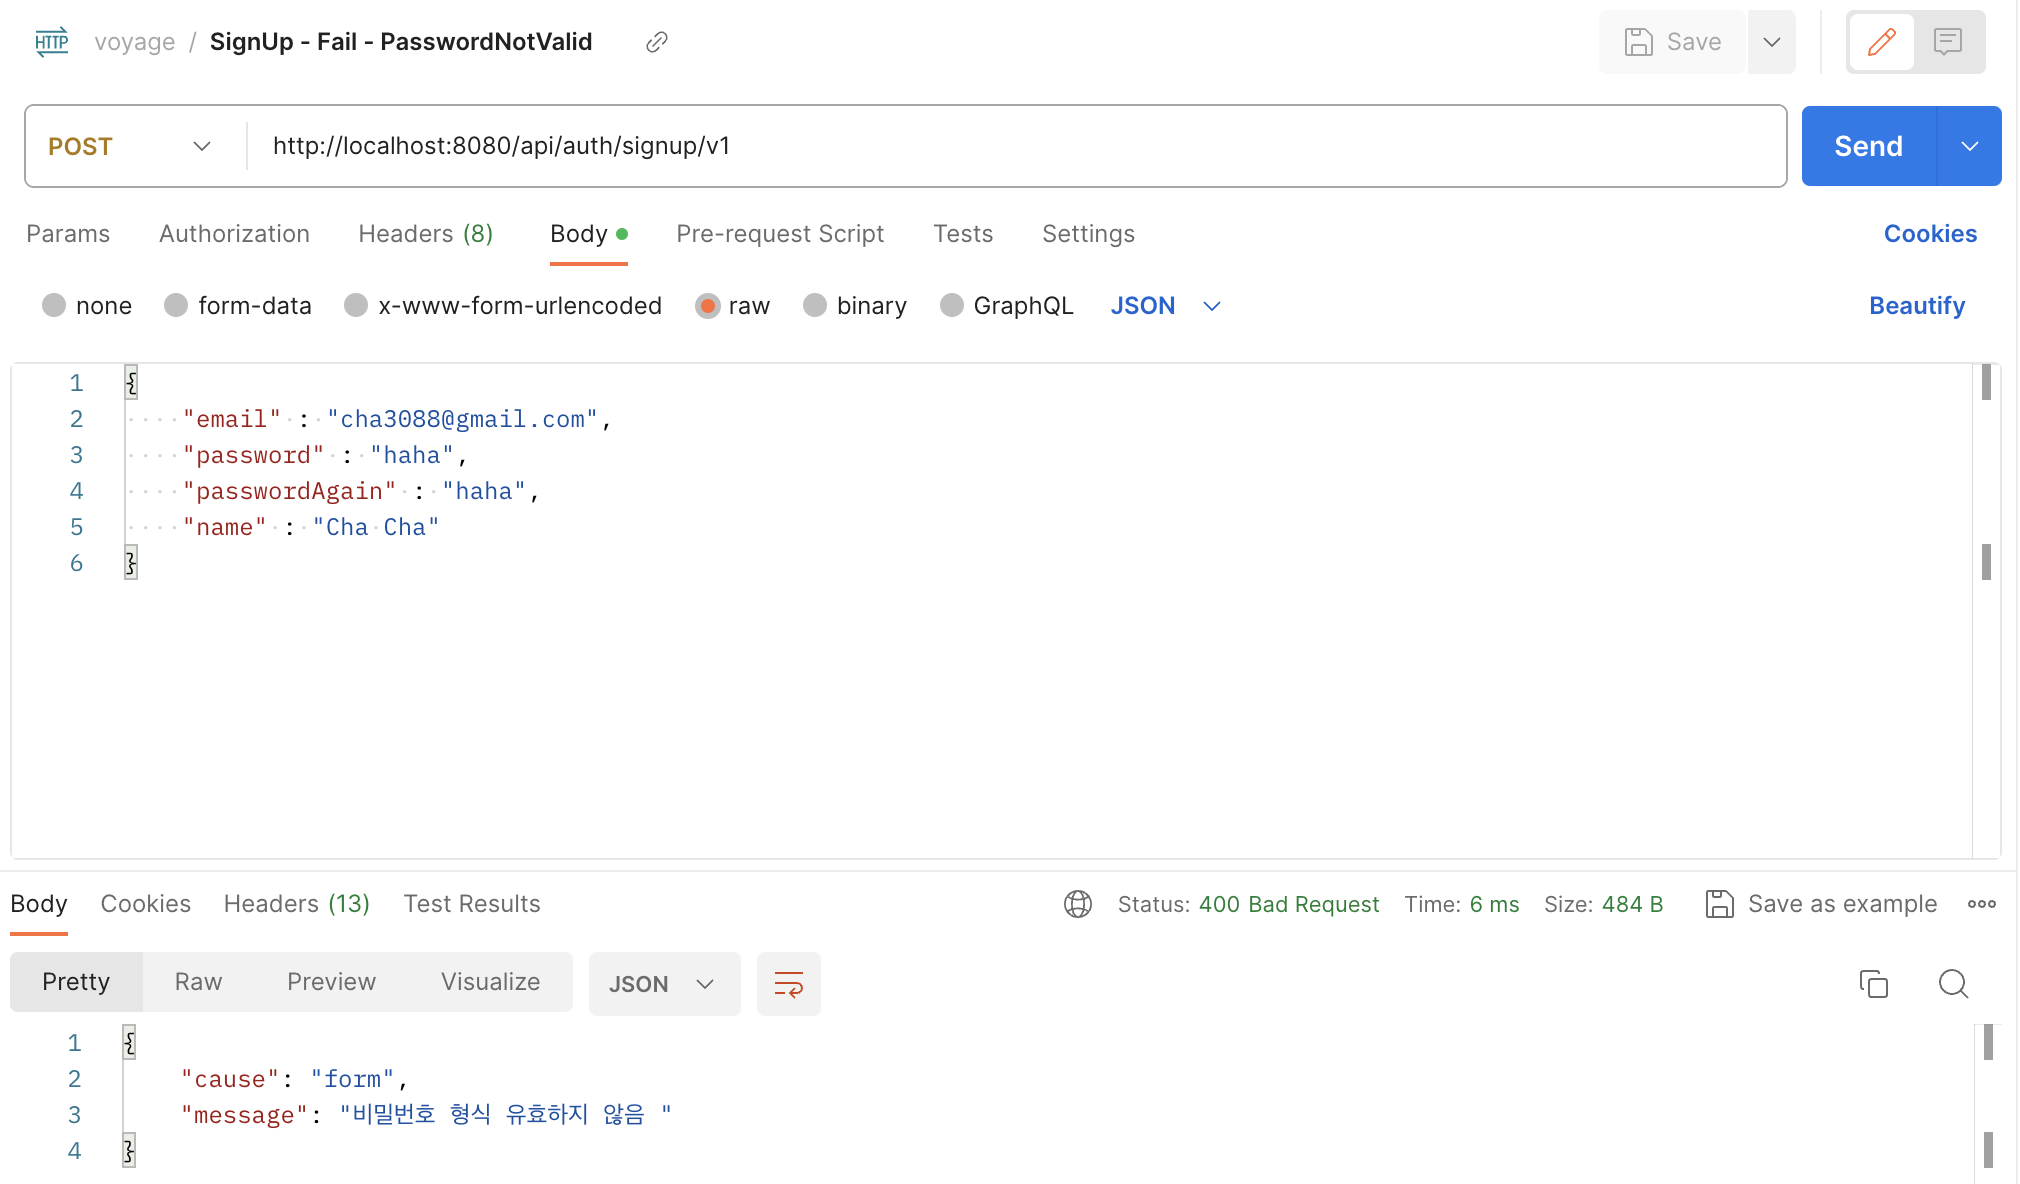 HTTP voyage / SignUp - Fail - PasswordNotValid Save
POST http://localhost:8080/api/auth/signup/v1 Send
Params Authorization Headers (8) Body Pre-request Script Tests Settings Cookies
none form-data x-www-form-urlencoded raw binary GraphQL JSON Beautify
1 {
2 "email" : "cha3088@gmail.com",
3 "password" : "haha",
4 "passwordAgain" : "haha",
5 "name" : "Cha Cha"
6 }
Body Cookies Headers (13) Test Results Status: 400 Bad Request Time: 6 ms Size: 484 B Save as example
Pretty Raw Preview Visualize JSON
1 {
2 "cause": "form",
3 "message": "비밀번호 형식 유효하지 않음 "
4 }